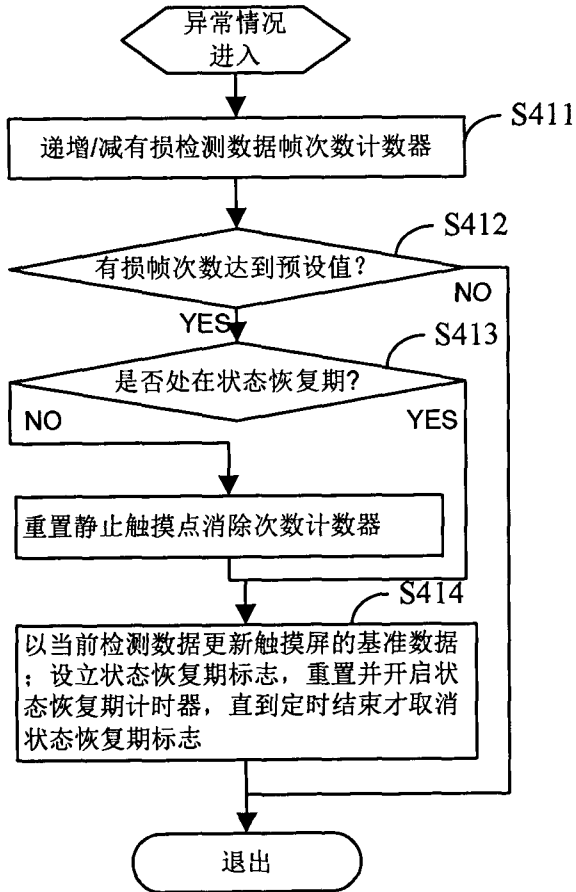 异常情况
进入
S411
递增/减有损检测数据帧次数计数器
S412
有损帧次数达到预设值?
NO
YES
S413
是否处在状态恢复期?
NO
YES
重置静止触摸点消除次数计数器
S414
以当前检测数据更新触摸屏的基准数据
；设立状态恢复期标志，重置并开启状
态恢复期计时器，直到定时结束才取消
状态恢复期标志
退出